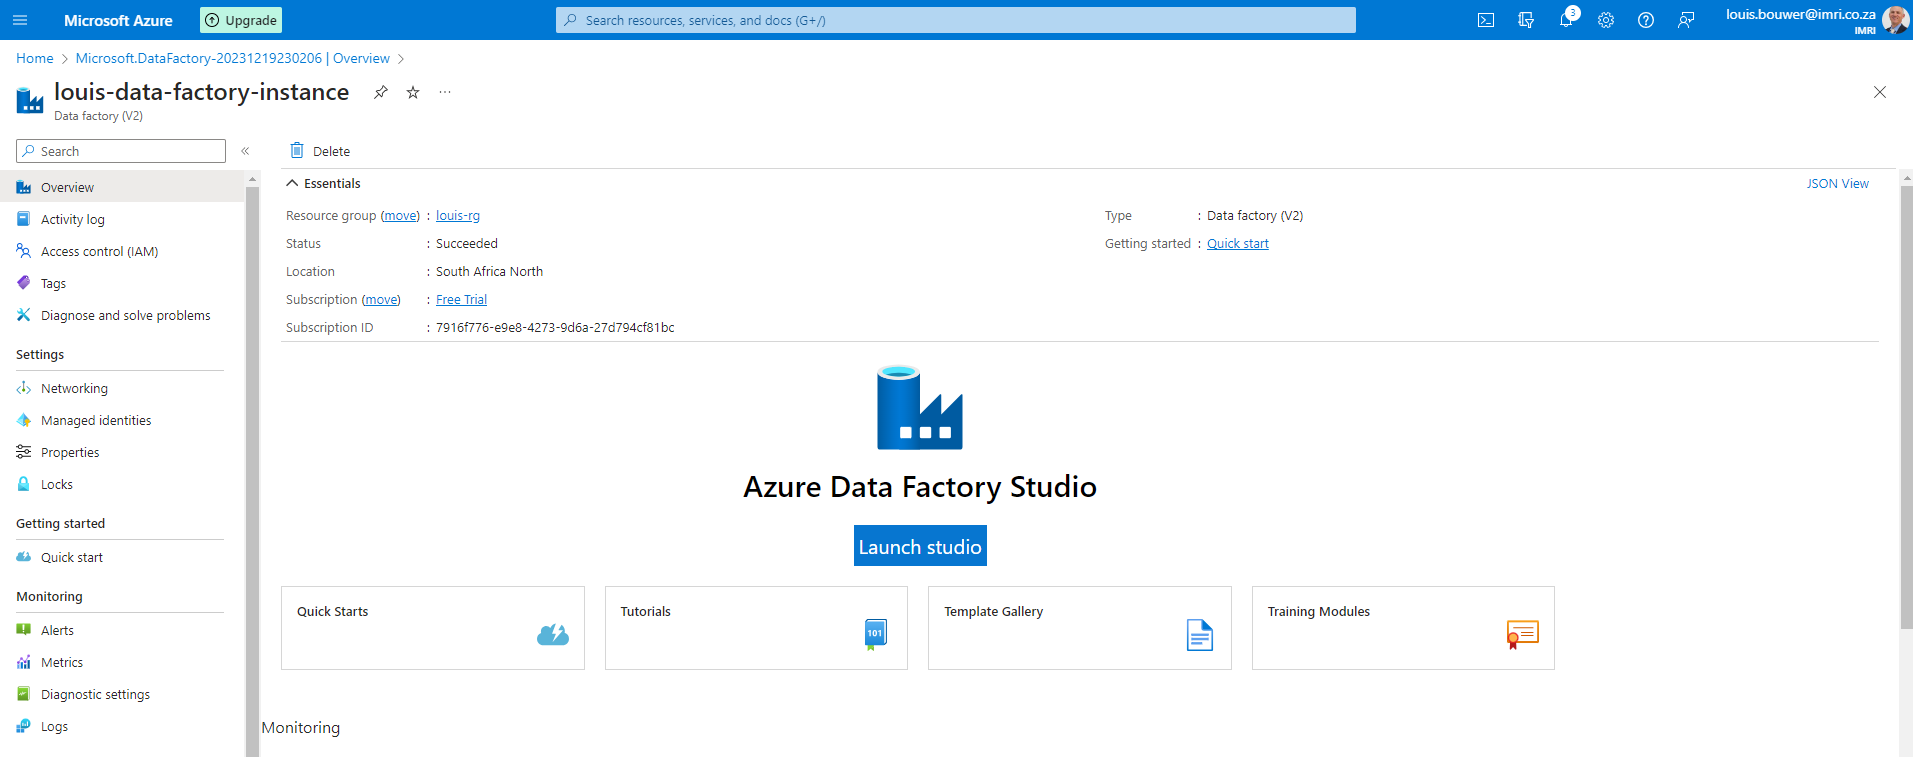 Microsoft Azure
Upgrade
Search resources, services, and docs (G+/)
3
louis.bouwer@imri.co.za
IMRI
Home > Microsoft.DataFactory-20231219230206 | Overview >
louis-data-factory-instance
Data factory (V2)
Search
Delete
Overview
Activity log
Access control (IAM)
Tags
Diagnose and solve problems
Settings
Networking
Managed identities
Properties
Locks
Getting started
Quick start
Monitoring
Alerts
Metrics
Diagnostic settings
Logs
Essentials
JSON View
Resource group (move) : louis-rg
Status : Succeeded
Location : South Africa North
Subscription (move) : Free Trial
Subscription ID : 7916f776-e9e8-4273-9d6a-27d794cf81bc
Type : Data factory (V2)
Getting started : Quick start
Azure Data Factory Studio
Launch studio
Quick Starts
Tutorials
101
Template Gallery
Training Modules
Monitoring